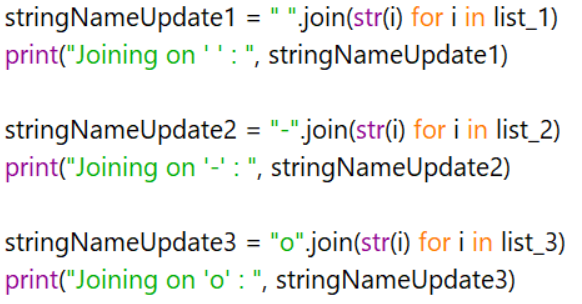 stringNameUpdate1 = " ".join(str(i) for i in list_1)
print("Joining on ' ' : ", stringNameUpdate1)
stringNameUpdate2 = "-".join(str(i) for i in list_2)
print("Joining on '-' : ", stringNameUpdate2)
stringNameUpdate3 = "o".join(str(i) for i in list_3)
print("Joining on 'o' : ", stringNameUpdate3)